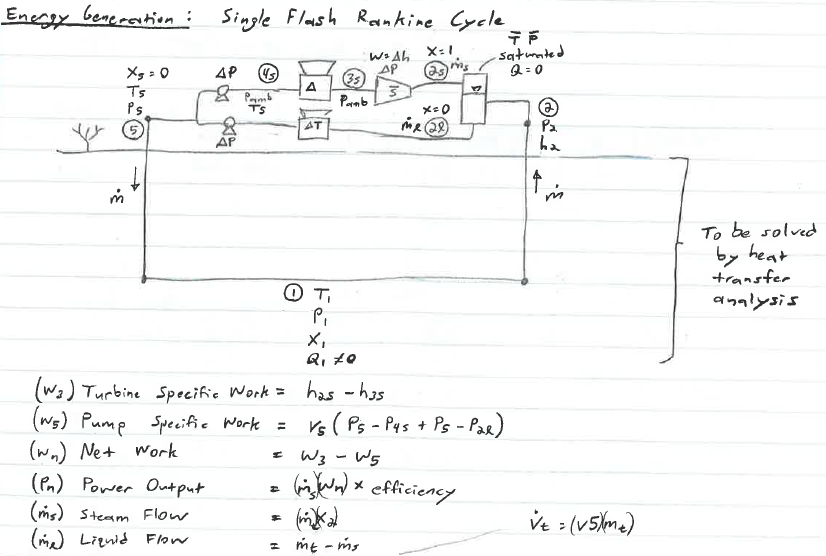 Energy Generation : Single Flash Rankine Cycle
T̄ P̄
saturated
Q = 0
W = Δh
ΔP
X = 1
ṁs
2s
X5 = 0
T5
P5
5
ΔP
4s
Pamb
T5
Δ
3s
Pamb
S
2
P2
h2
X = 0
ṁl
2l
ΔP
ΔT
ṁ
ṁ
To be solved
by heat
transfer
analysis
1 T1
P1
X1
Q1 ≠ 0
(W3) Turbine Specific Work = h2s - h3s
(W5) Pump Specific Work = V5 ( P5 - P4s + P5 - P2l )
(Wn) Net Work = W3 - W5
(Pn) Power Output = (ṁs)(Wn) × efficiency
(ṁs) Steam Flow = (ṁt)(X2)
(ṁl) Liquid Flow = ṁt - ṁs
V̇t = (V5)(ṁt)